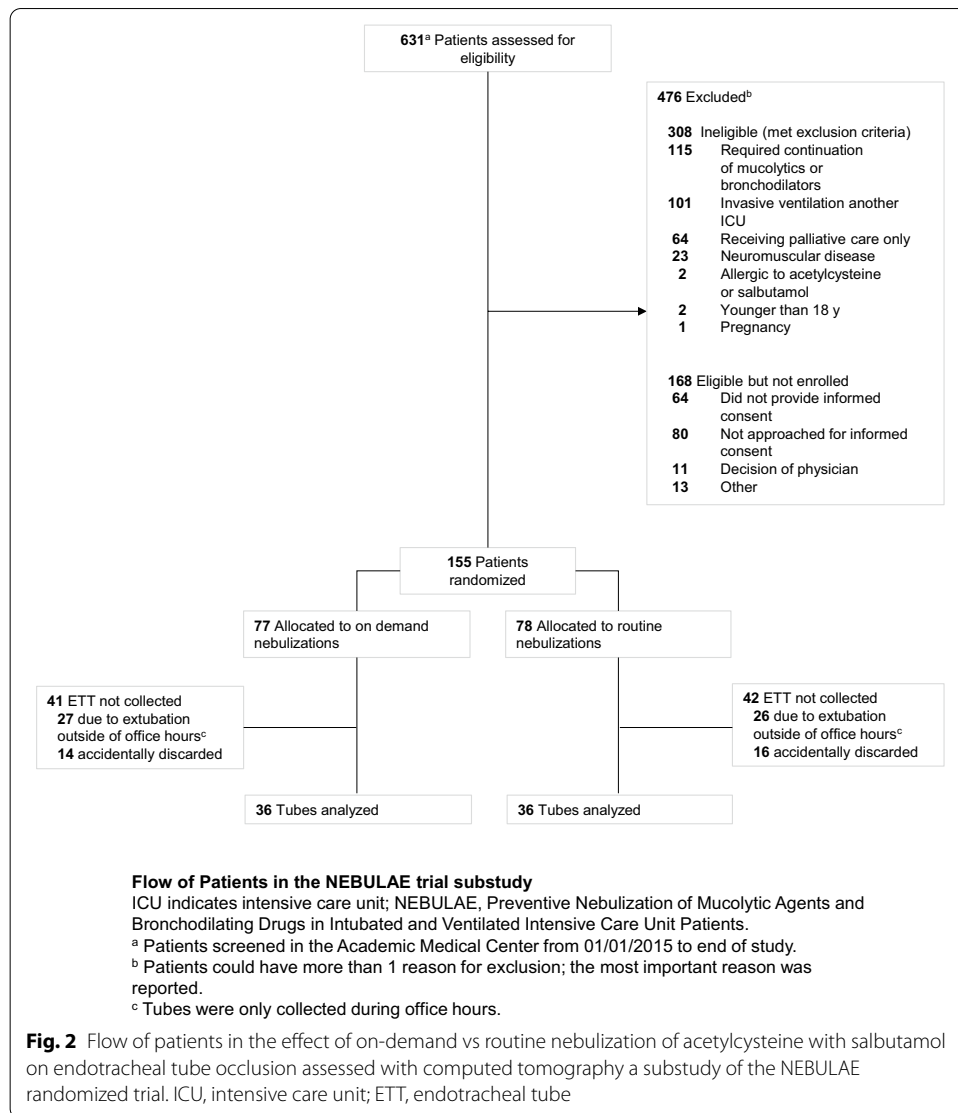 631ᵃ Patients assessed for
eligibility
476 Excludedᵇ
308 Ineligible (met exclusion criteria)
115 Required continuation
of mucolytics or
bronchodilators
101 Invasive ventilation another
ICU
64 Receiving palliative care only
23 Neuromuscular disease
2 Allergic to acetylcysteine
or salbutamol
2 Younger than 18 y
1 Pregnancy
168 Eligible but not enrolled
64 Did not provide informed
consent
80 Not approached for informed
consent
11 Decision of physician
13 Other
155 Patients
randomized
77 Allocated to on demand
nebulizations
78 Allocated to routine
nebulizations
41 ETT not collected
27 due to extubation
outside of office hoursᶜ
14 accidentally discarded
42 ETT not collected
26 due to extubation
outside of office hoursᶜ
16 accidentally discarded
36 Tubes analyzed
36 Tubes analyzed
Flow of Patients in the NEBULAE trial substudy
ICU indicates intensive care unit; NEBULAE, Preventive Nebulization of Mucolytic Agents and
Bronchodilating Drugs in Intubated and Ventilated Intensive Care Unit Patients.
ᵃ Patients screened in the Academic Medical Center from 01/01/2015 to end of study.
ᵇ Patients could have more than 1 reason for exclusion; the most important reason was
reported.
ᶜ Tubes were only collected during office hours.
Fig. 2 Flow of patients in the effect of on-demand vs routine nebulization of acetylcysteine with salbutamol
on endotracheal tube occlusion assessed with computed tomography a substudy of the NEBULAE
randomized trial. ICU, intensive care unit; ETT, endotracheal tube